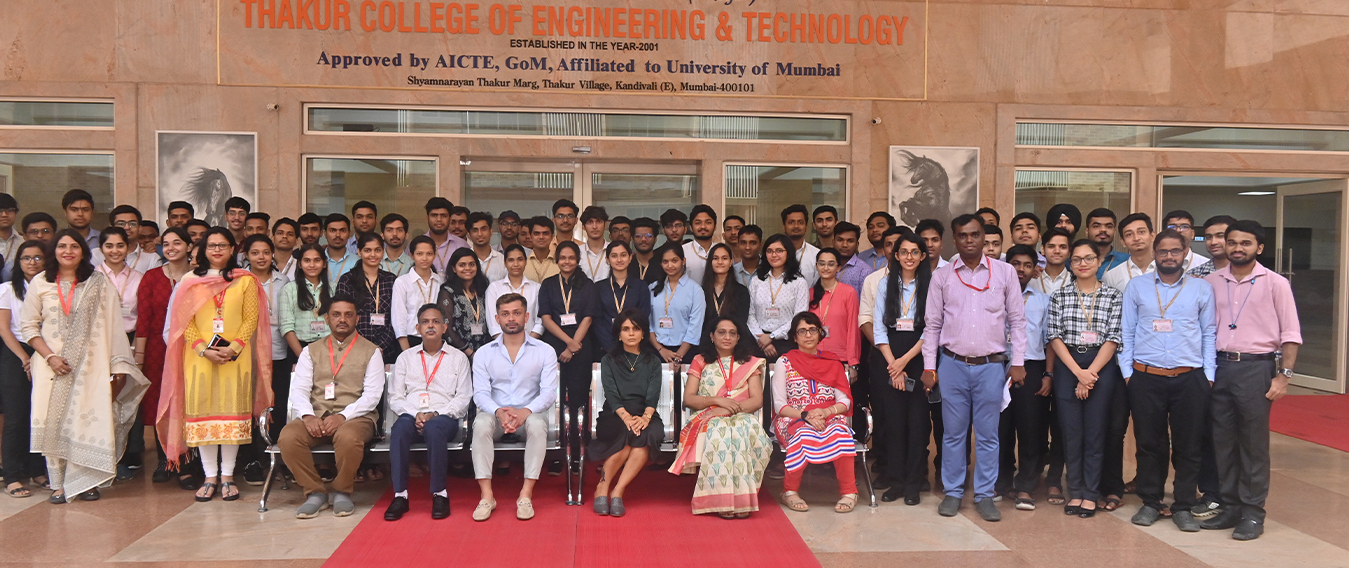 THAKUR COLLEGE OF ENGINEERING & TECHNOLOGY
ESTABLISHED IN THE YEAR-2001
Approved by AICTE, GoM, Affiliated to University of Mumbai
Shyamnarayan Thakur Marg, Thakur Village, Kandivali (E), Mumbai-400101